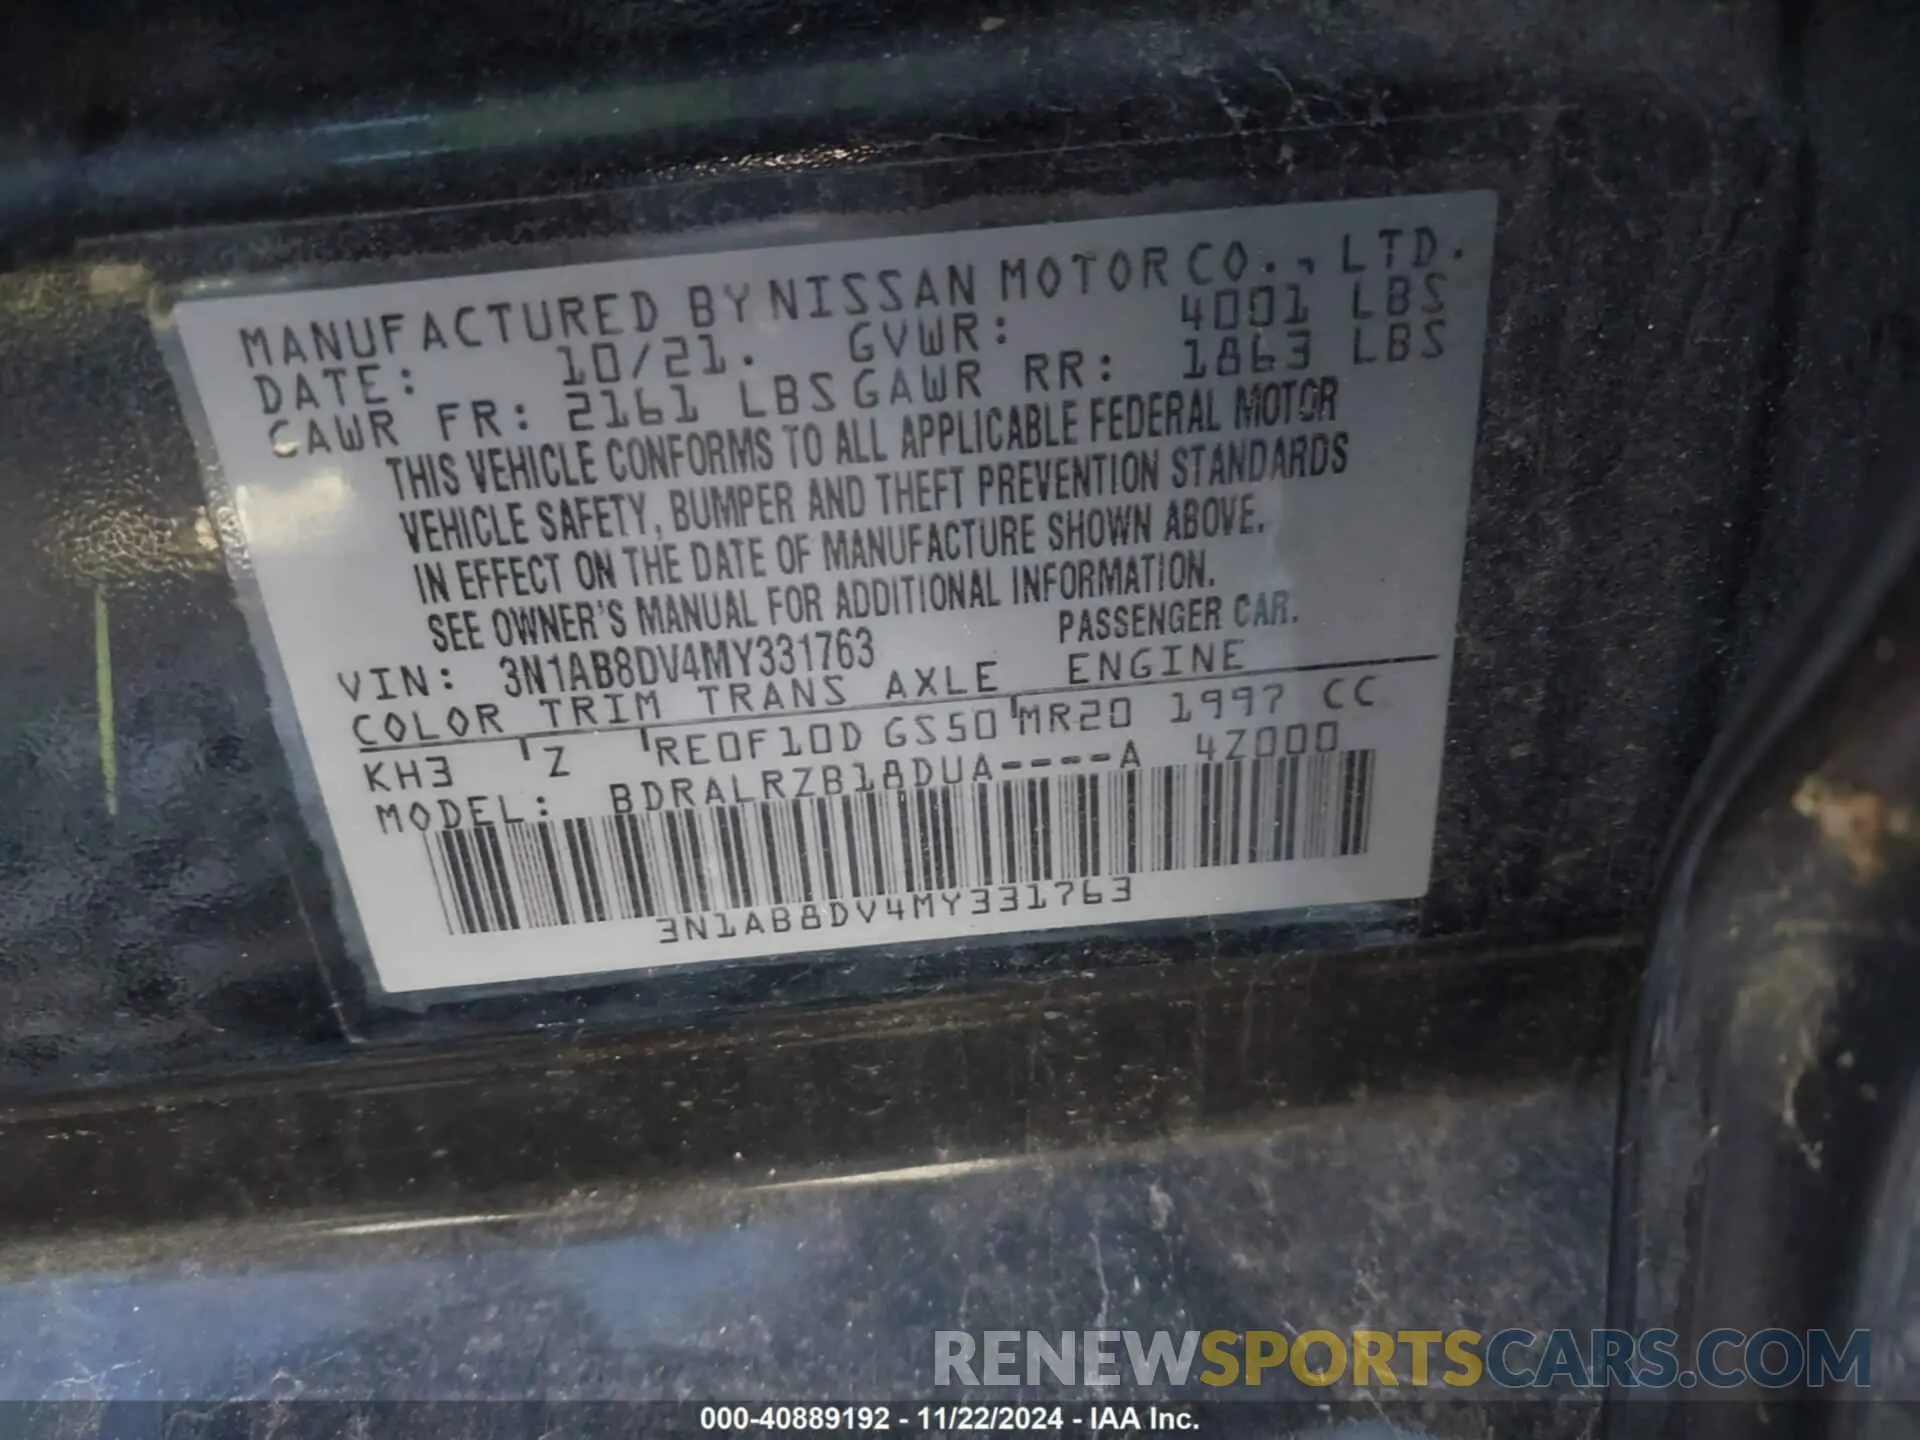 MANUFACTURED BY NISSAN MOTOR CO., LTD.
DATE: 10/21. GVWR: 4001 LBS
GAWR FR: 2161 LBS GAWR RR: 1863 LBS
THIS VEHICLE CONFORMS TO ALL APPLICABLE FEDERAL MOTOR
VEHICLE SAFETY, BUMPER AND THEFT PREVENTION STANDARDS
IN EFFECT ON THE DATE OF MANUFACTURE SHOWN ABOVE.
SEE OWNER'S MANUAL FOR ADDITIONAL INFORMATION.
VIN: 3N1AB8DV4MY331763 PASSENGER CAR.
COLOR TRIM TRANS AXLE ENGINE
KH3 Z RE0F10D GS50 MR20 1997 CC
MODEL: BDRALRZB18DUA----A 4Z000
3N1AB8DV4MY331763
RENEWSPORTSCARS.COM
000-40889192 - 11/22/2024 - IAA Inc.